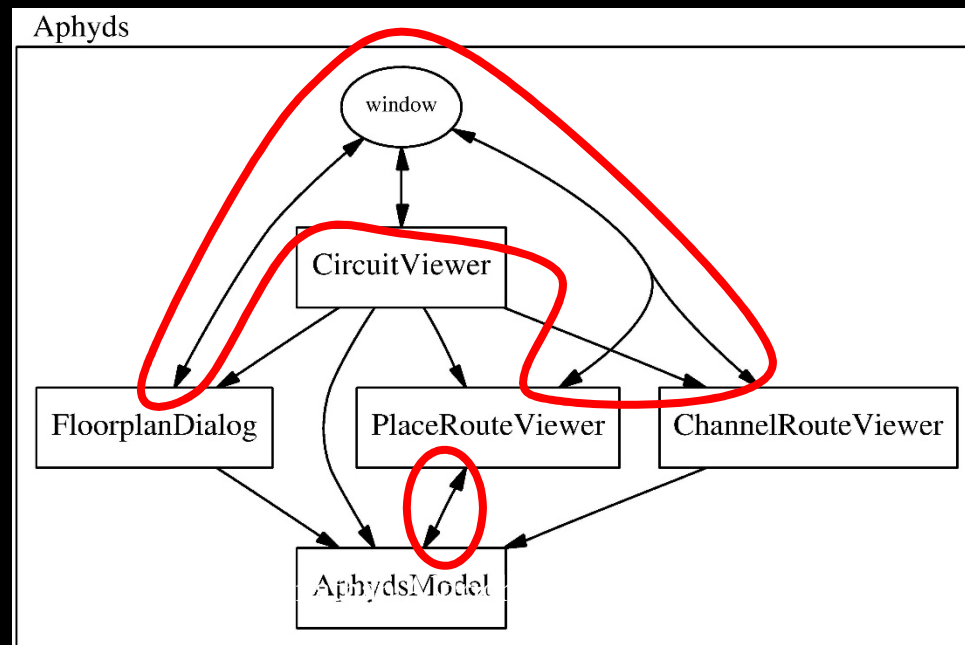 Aphyds
window
CircuitViewer
FloorplanDialog
PlaceRouteViewer
ChannelRouteViewer
AphydsModel